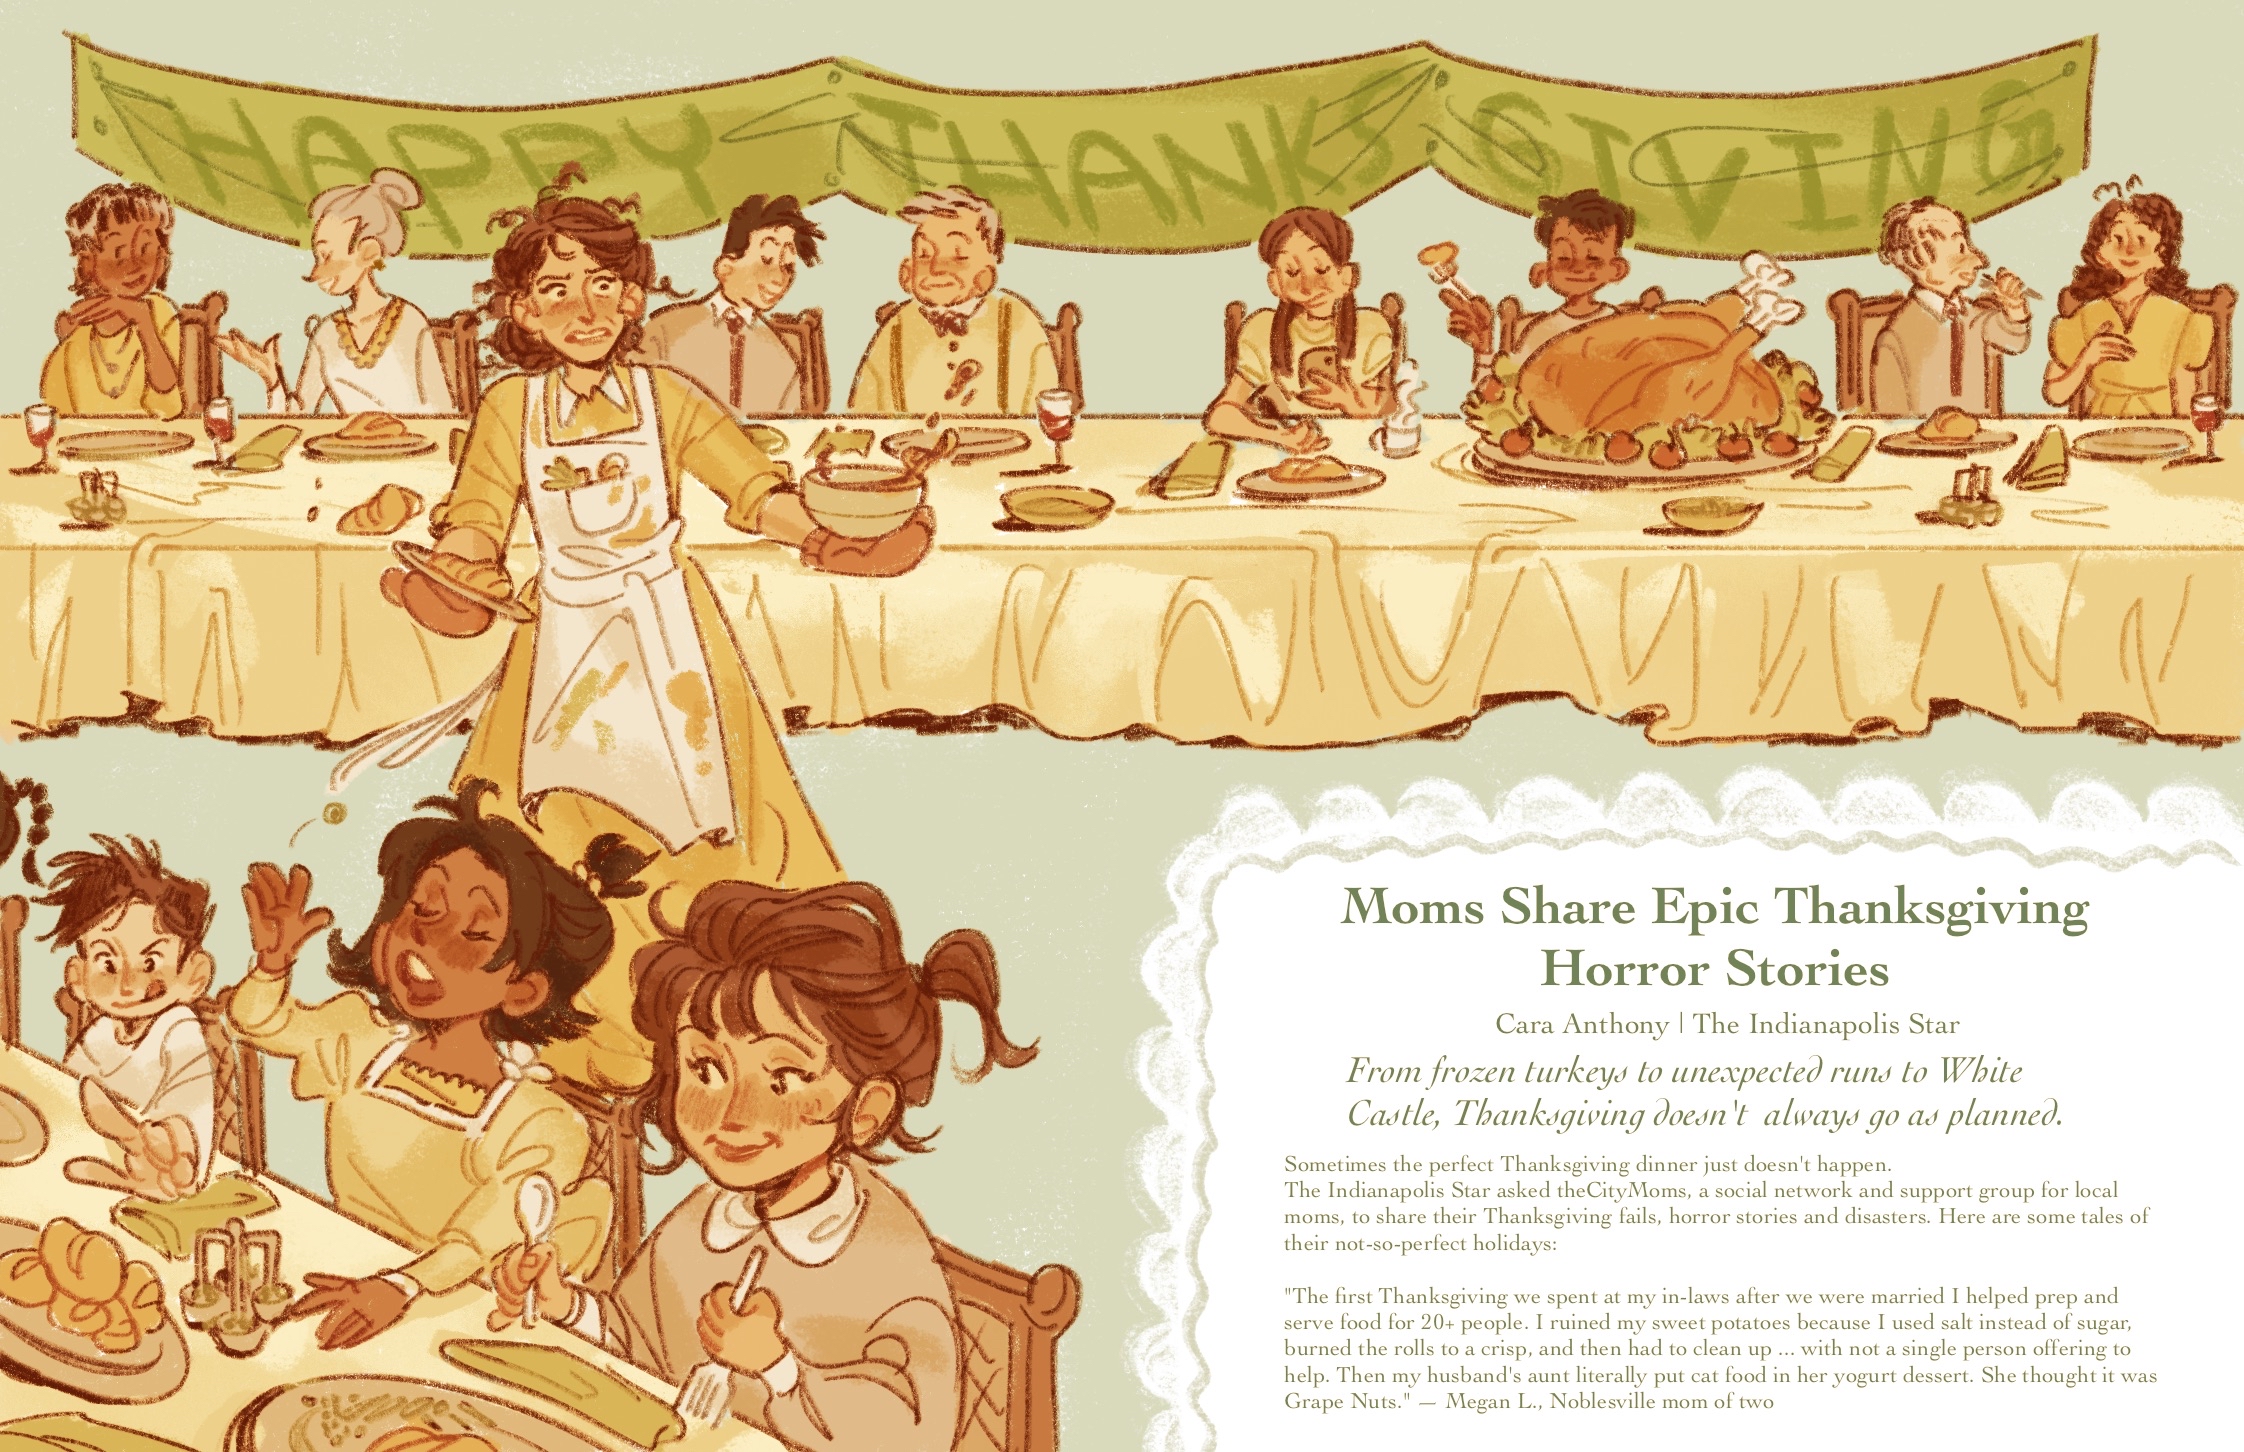 HAPPY THANKSGIVING
Moms Share Epic Thanksgiving
Horror Stories
Cara Anthony | The Indianapolis Star
From frozen turkeys to unexpected runs to White
Castle, Thanksgiving doesn't always go as planned.
Sometimes the perfect Thanksgiving dinner just doesn't happen.
The Indianapolis Star asked theCityMoms, a social network and support group for local
moms, to share their Thanksgiving fails, horror stories and disasters. Here are some tales of
their not-so-perfect holidays:
"The first Thanksgiving we spent at my in-laws after we were married I helped prep and
serve food for 20+ people. I ruined my sweet potatoes because I used salt instead of sugar,
burned the rolls to a crisp, and then had to clean up ... with not a single person offering to
help. Then my husband's aunt literally put cat food in her yogurt dessert. She thought it was
Grape Nuts." — Megan L., Noblesville mom of two